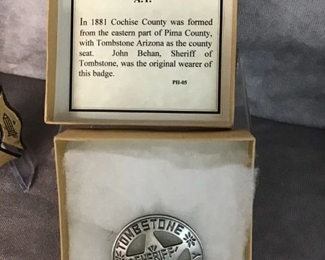 A.T.
In 1881 Cochise County was formed
from the eastern part of Pima County,
with Tombstone Arizona as the county
seat. John Behan, Sheriff of
Tombstone, was the original wearer of
this badge.
PH-05
TOMBSTONE
SHERIFF